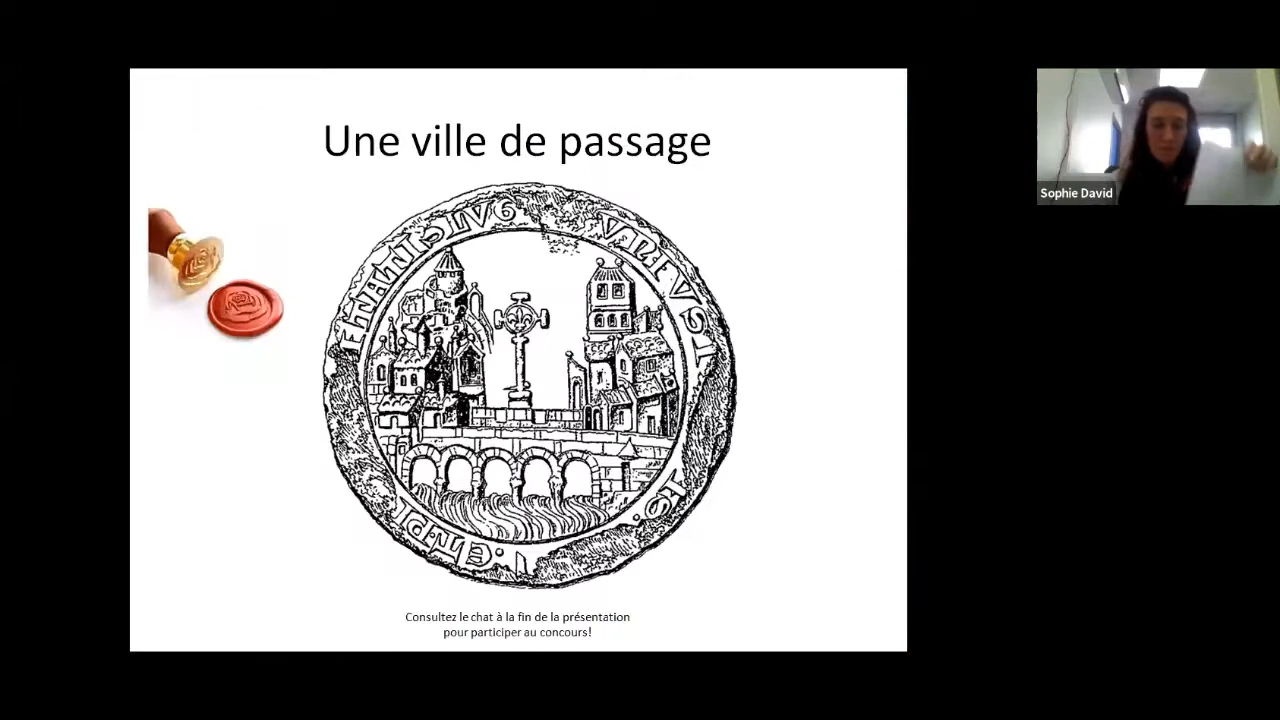 Une ville de passage
Sophie David
Consultez le chat à la fin de la présentation
pour participer au concours!